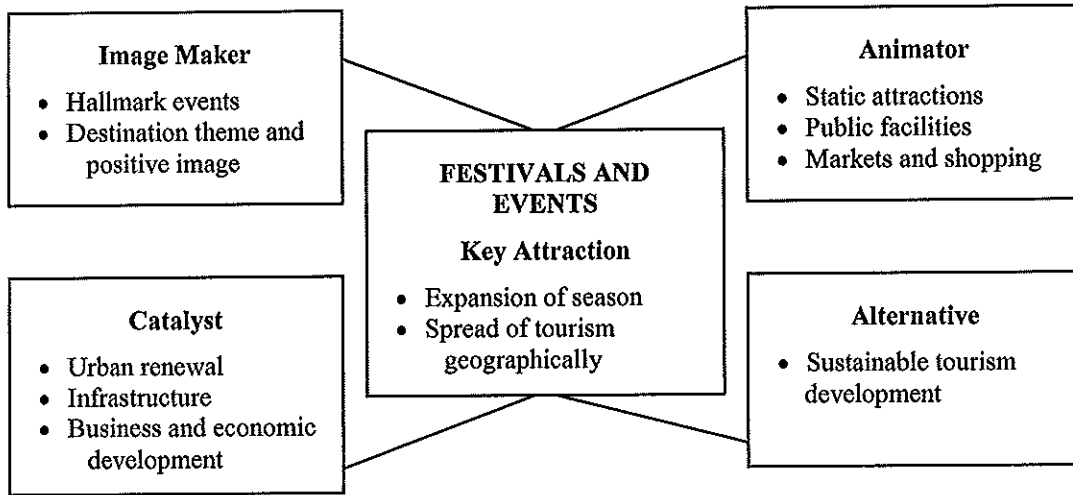 Image Maker
• Hallmark events
• Destination theme and
positive image
Animator
• Static attractions
• Public facilities
• Markets and shopping
FESTIVALS AND
EVENTS
Key Attraction
• Expansion of season
• Spread of tourism
geographically
Catalyst
• Urban renewal
• Infrastructure
• Business and economic
development
Alternative
• Sustainable tourism
development